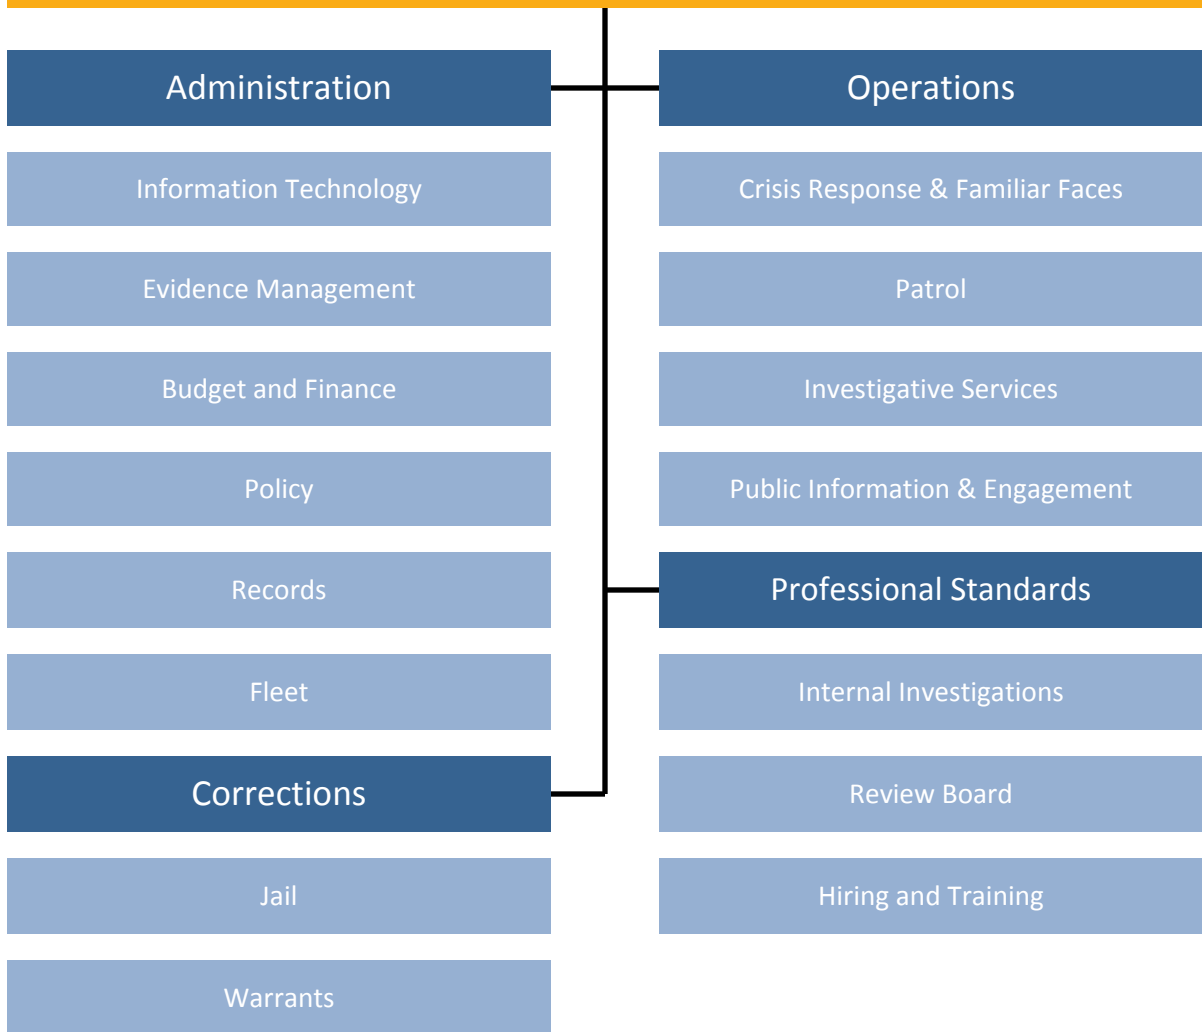 Administration
Information Technology
Evidence Management
Budget and Finance
Policy
Records
Fleet
Corrections
Jail
Warrants
Operations
Crisis Response & Familiar Faces
Patrol
Investigative Services
Public Information & Engagement
Professional Standards
Internal Investigations
Review Board
Hiring and Training